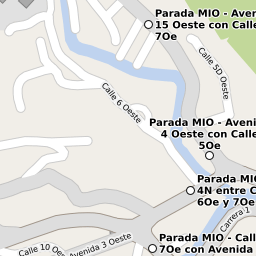 Parada MIO - Aven
15 Oeste con Calle
7Oe
Calle 5D Oeste
Parada MIO - Aveni
4 Oeste con Calle
5Oe
Calle 6 Oeste
Parada MIO -
4N entre C
6Oe y 7Oe
Carrera 1
Parada MIO - Call
7Oe con Avenida
Calle 10 Oeste
Avenida 3 Oeste